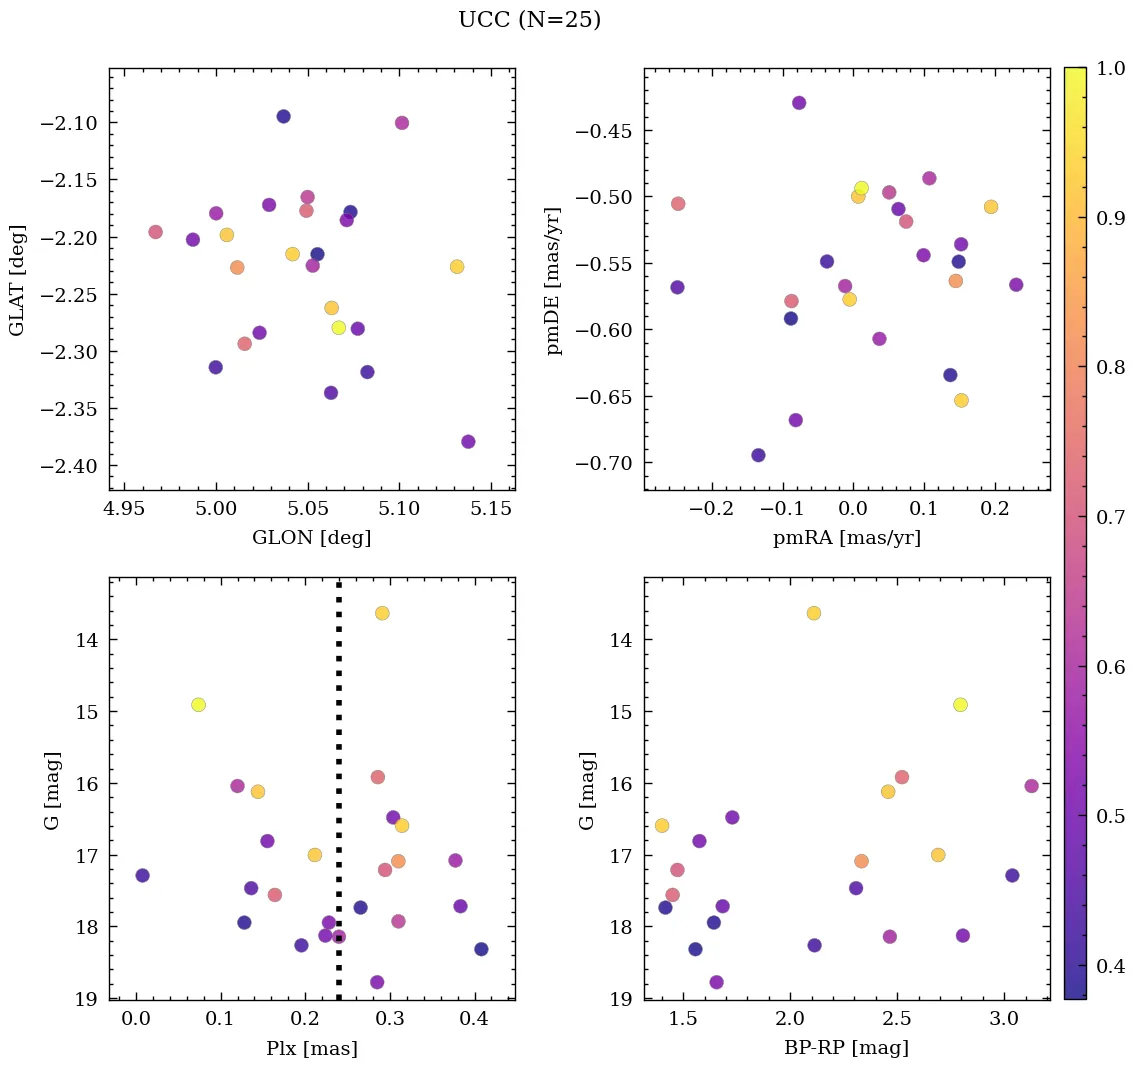 UCC (N=25)
−2.10
−2.15
−2.20
−2.25
−2.30
−2.35
−2.40
GLAT [deg]
4.95 5.00 5.05 5.10 5.15
GLON [deg]
−0.45
−0.50
−0.55
−0.60
−0.65
−0.70
pmDE [mas/yr]
−0.2 −0.1 0.0 0.1 0.2
pmRA [mas/yr]
14
15
16
17
18
19
G [mag]
0.0 0.1 0.2 0.3 0.4
Plx [mas]
14
15
16
17
18
19
G [mag]
1.5 2.0 2.5 3.0
BP-RP [mag]
1.0
0.9
0.8
0.7
0.6
0.5
0.4